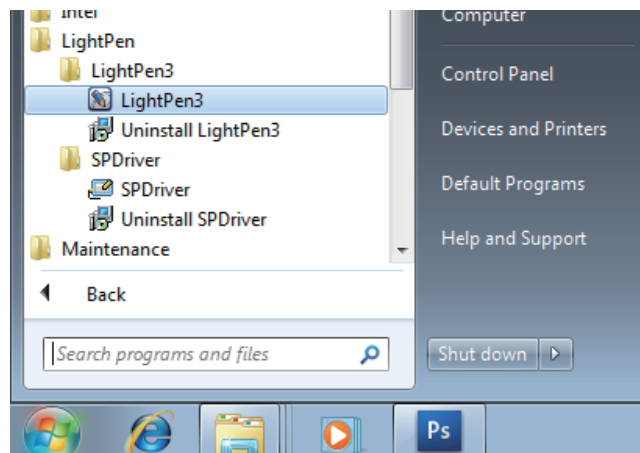 Intel
LightPen
LightPen3
LightPen3
Uninstall LightPen3
SPDriver
SPDriver
Uninstall SPDriver
Maintenance
Back
Search programs and files
Computer
Control Panel
Devices and Printers
Default Programs
Help and Support
Shut down
Ps